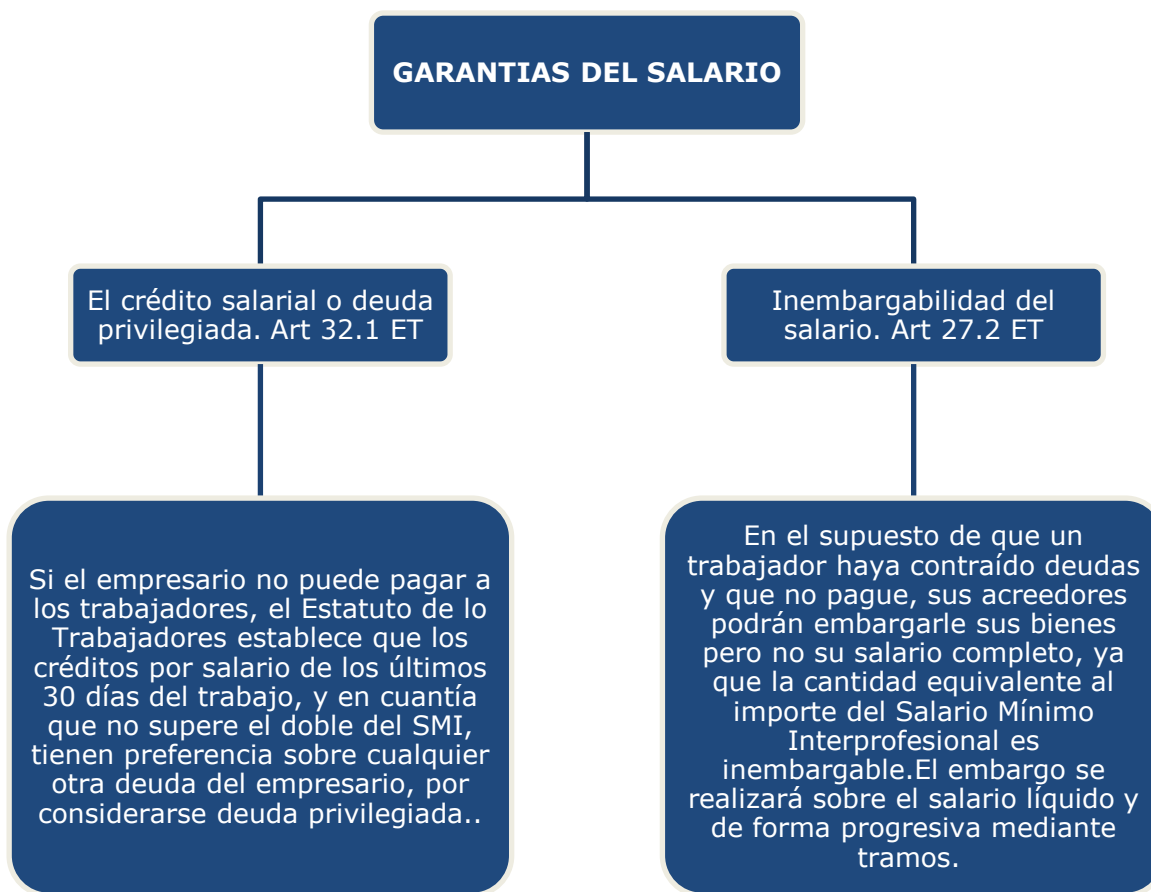 GARANTIAS DEL SALARIO
El crédito salarial o deuda
privilegiada. Art 32.1 ET
Inembargabilidad del
salario. Art 27.2 ET
Si el empresario no puede pagar a
los trabajadores, el Estatuto de lo
Trabajadores establece que los
créditos por salario de los últimos
30 días del trabajo, y en cuantía
que no supere el doble del SMI,
tienen preferencia sobre cualquier
otra deuda del empresario, por
considerarse deuda privilegiada..
En el supuesto de que un
trabajador haya contraído deudas
y que no pague, sus acreedores
podrán embargarle sus bienes
pero no su salario completo, ya
que la cantidad equivalente al
importe del Salario Mínimo
Interprofesional es
inembargable.El embargo se
realizará sobre el salario líquido y
de forma progresiva mediante
tramos.